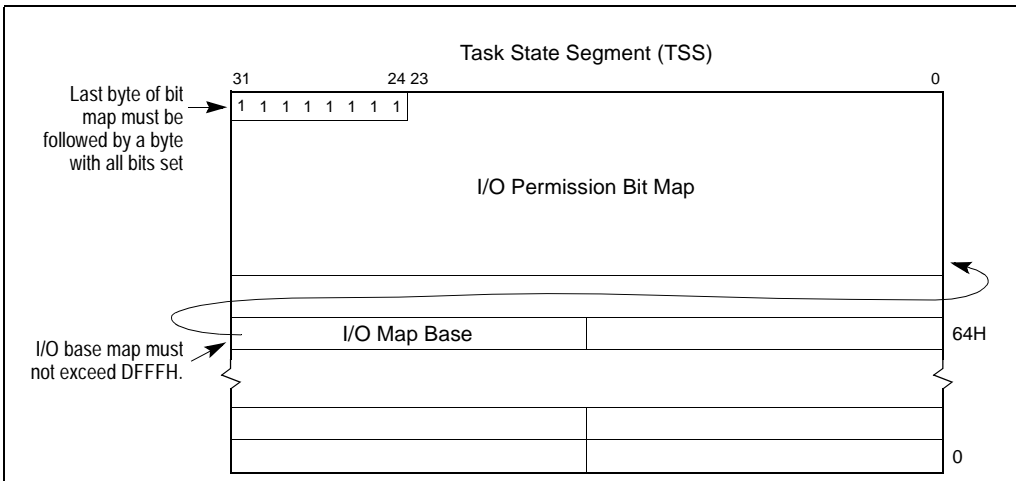 Task State Segment (TSS)
31 24 23 0
Last byte of bit
map must be
followed by a byte
with all bits set
1 1 1 1 1 1 1 1
I/O Permission Bit Map
I/O Map Base
64H
I/O base map must
not exceed DFFFH.
0